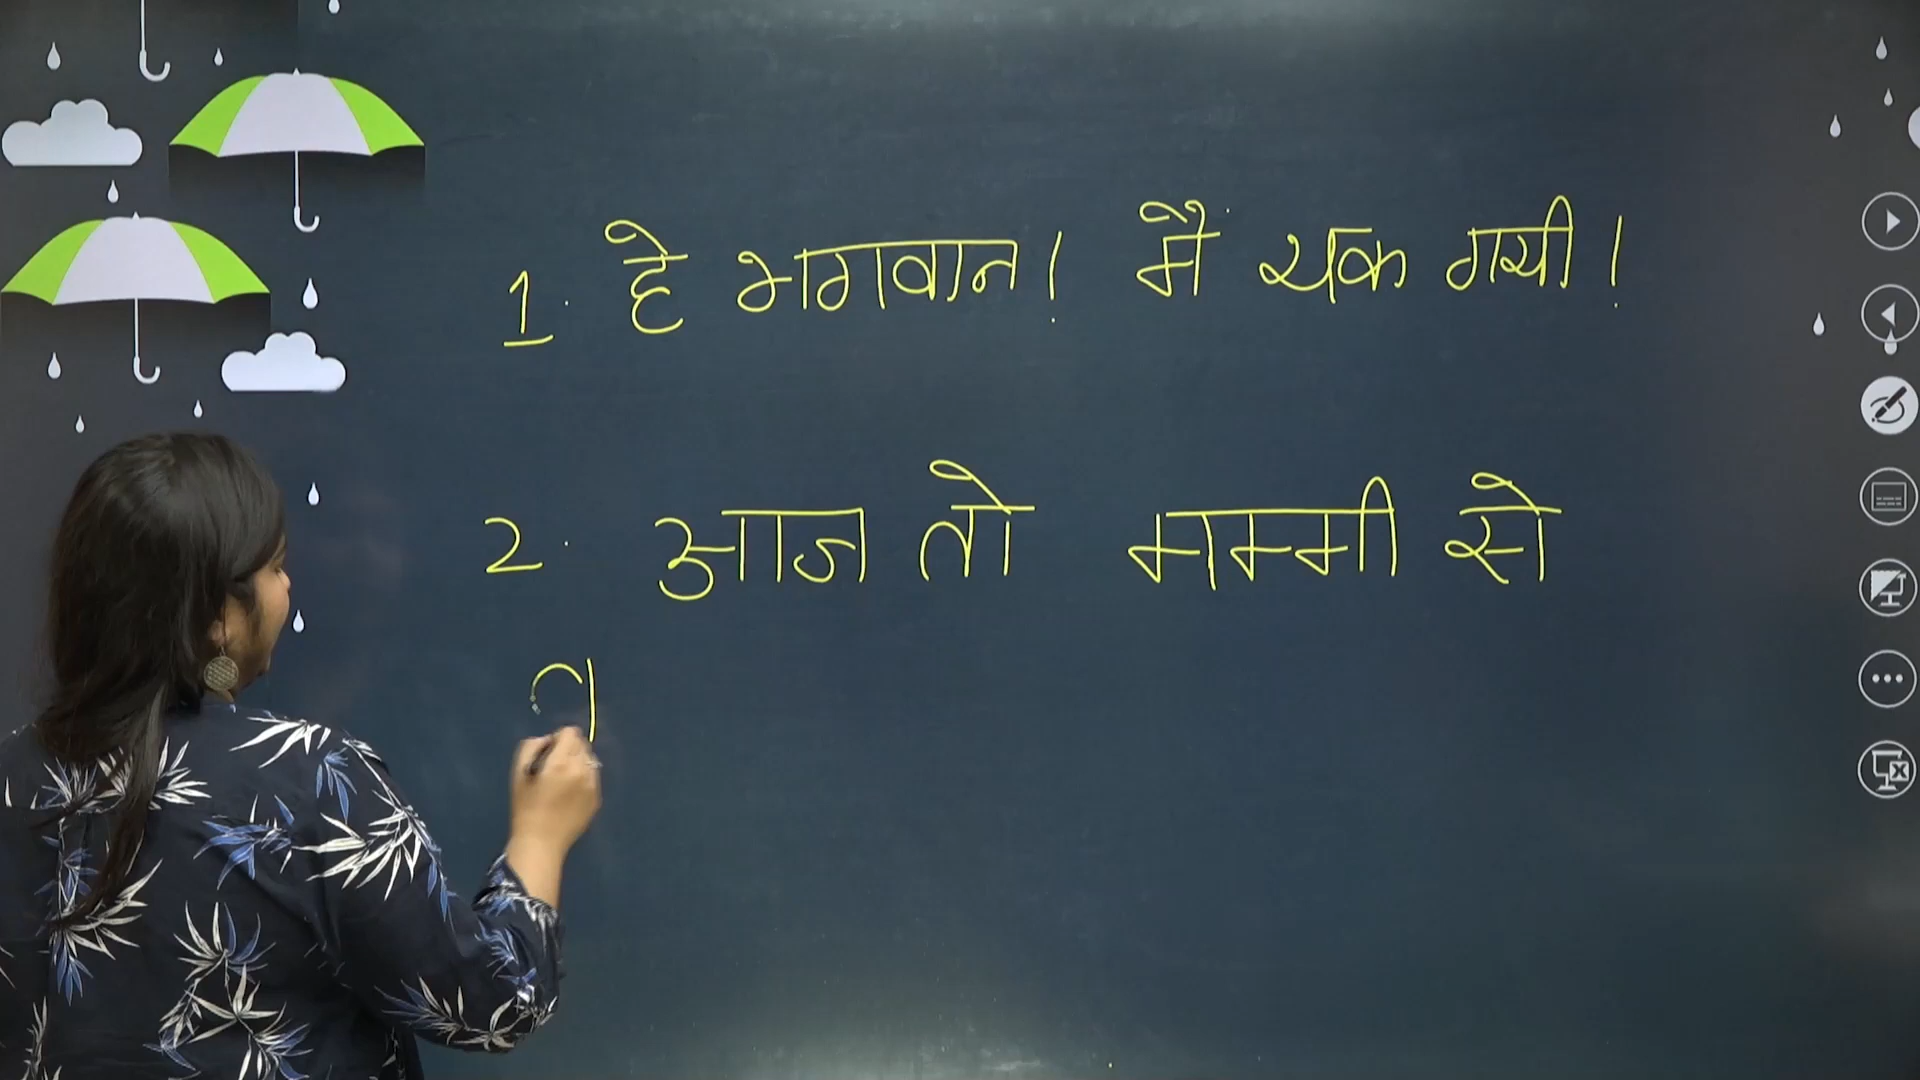 1. हे भगवान! मैं थक गयी!
2. आज तो मम्मी से